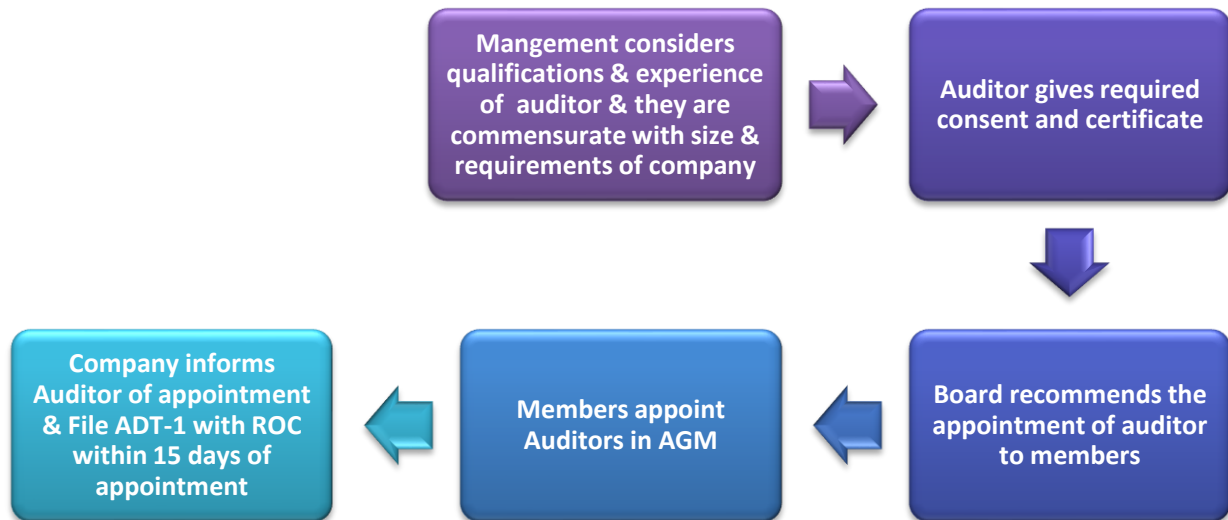 Mangement considers
qualifications & experience
of auditor & they are
commensurate with size &
requirements of company
Auditor gives required
consent and certificate
Board recommends the
appointment of auditor
to members
Members appoint
Auditors in AGM
Company informs
Auditor of appointment
& File ADT-1 with ROC
within 15 days of
appointment